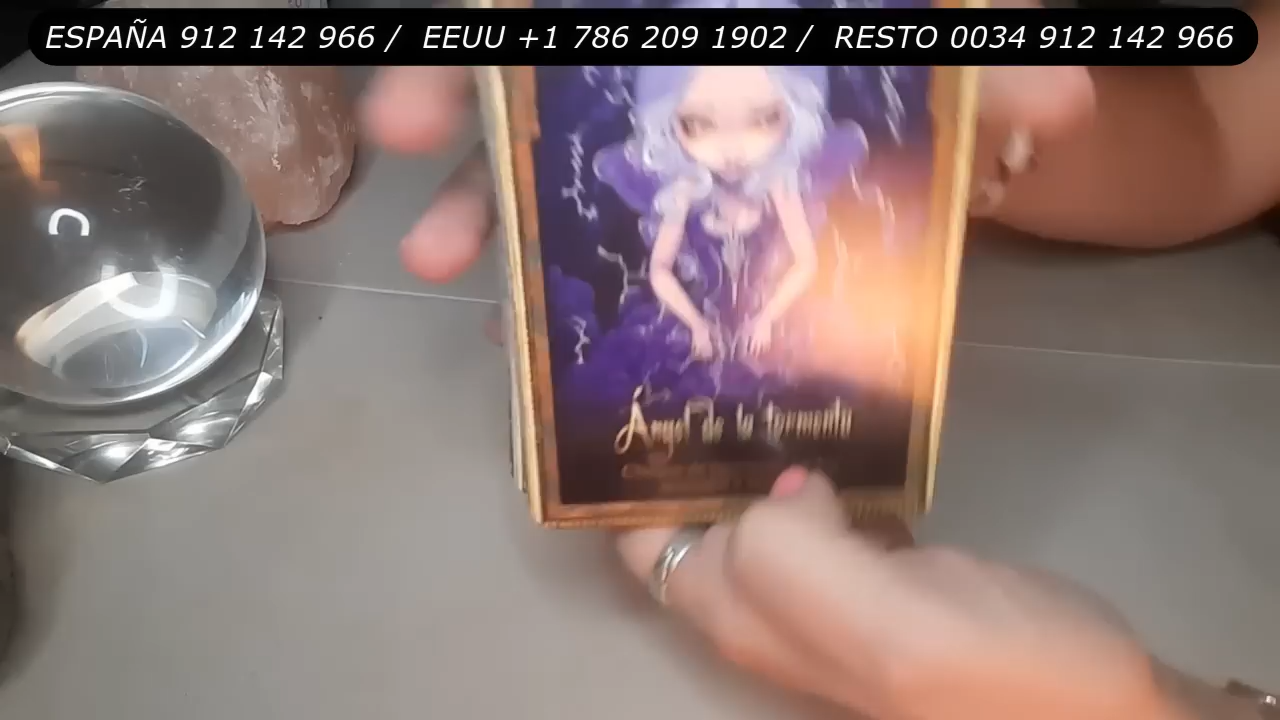 ESPAÑA 912 142 966 / EEUU +1 786 209 1902 / RESTO 0034 912 142 966
Ángel de la tormenta